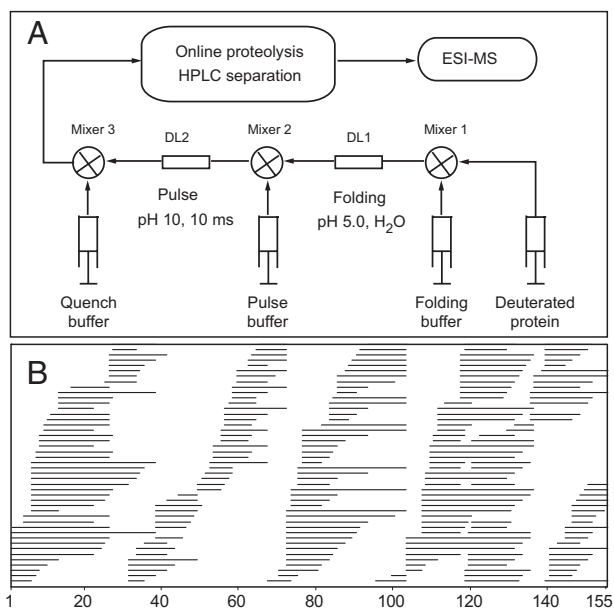 A
Online proteolysis
HPLC separation
ESI-MS
Mixer 3
DL2
Mixer 2
DL1
Mixer 1
Pulse
pH 10, 10 ms
Folding
pH 5.0, H₂O
Quench
buffer
Pulse
buffer
Folding
buffer
Deuterated
protein
B
1 20 40 60 80 100 120 140 155